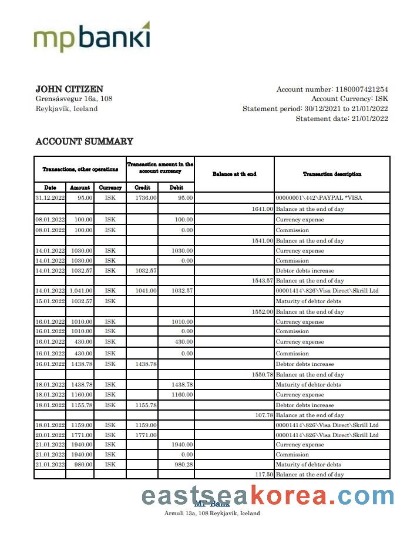 mpbanki
JOHN CITIZEN
Grensásvegur 16a, 108
Reykjavík, Iceland
Account number: 1180007421254
Account Currency: ISK
Statement period: 30/12/2021 to 21/01/2022
Statement date: 21/01/2022
ACCOUNT SUMMARY
Transactions, other operations Transaction amount in the account currency Balance at th end Transaction description
Date Amount Currency Credit Debit
31.12.2022 95.00 ISK 1736.00 95.00 00000001\442\PAYPAL *VISA
1641.00 Balance at the end of day
08.01.2022 100.00 ISK 100.00 Currency expense
08.01.2022 100.00 ISK 0.00 Commission
1541.00 Balance at the end of day
14.01.2022 1030.00 ISK 1030.00 Currency expense
14.01.2022 1030.00 ISK 0.00 Commission
14.01.2022 1032.57 ISK 1032.57 Debtor debts increase
1543.57 Balance at the end of day
14.01.2022 1,041.00 ISK 1041.00 1032.57 00001414\826\Visa Direct\Skrill Ltd
15.01.2022 1032.57 ISK Maturity of debtor debts
1552.00 Balance at the end of day
16.01.2022 1010.00 ISK 1010.00 Currency expense
16.01.2022 1010.00 ISK 0.00 Commission
16.01.2022 430.00 ISK 430.00 Currency expense
16.01.2022 430.00 ISK 0.00 Commission
16.01.2022 1438.78 ISK 1438.78 Debtor debts increase
1550.78 Balance at the end of day
18.01.2022 1438.78 ISK 1438.78 Maturity of debtor debts
18.01.2022 1160.00 ISK 1160.00 Currency expense
18.01.2022 1155.78 ISK 1155.78 Debtor debts increase
107.78 Balance at the end of day
18.01.2022 1159.00 ISK 1159.00 00001414\826\Visa Direct\Skrill Ltd
20.01.2022 1771.00 ISK 1771.00 00001414\826\Visa Direct\Skrill Ltd
21.01.2022 1940.00 ISK 1940.00 Currency expense
21.01.2022 1940.00 ISK 0.00 Commission
21.01.2022 980.00 ISK 980.28 Maturity of debtor debts
117.50 Balance at the end of day
eastseakorea.com
MP Bank
Armuli 13a, 108 Reykjavik, Iceland